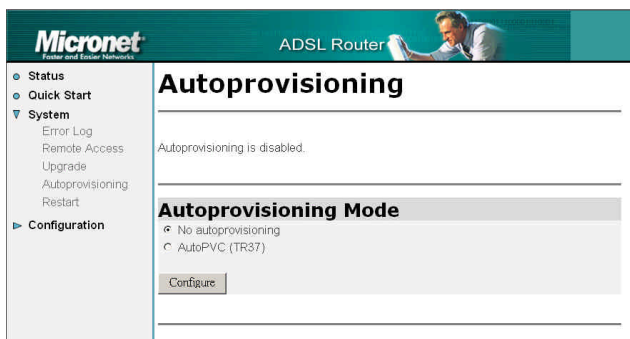 Micronet
Faster and Easier Networks
ADSL Router
Status
Quick Start
System
Error Log
Remote Access
Upgrade
Autoprovisioning
Restart
Configuration
Autoprovisioning
Autoprovisioning is disabled.
Autoprovisioning Mode
No autoprovisioning
AutoPVC (TR37)
Configure